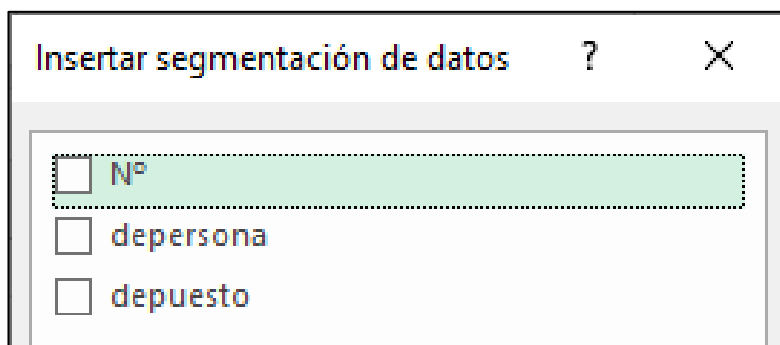 Insertar segmentación de datos ?
Nº
depersona
depuesto